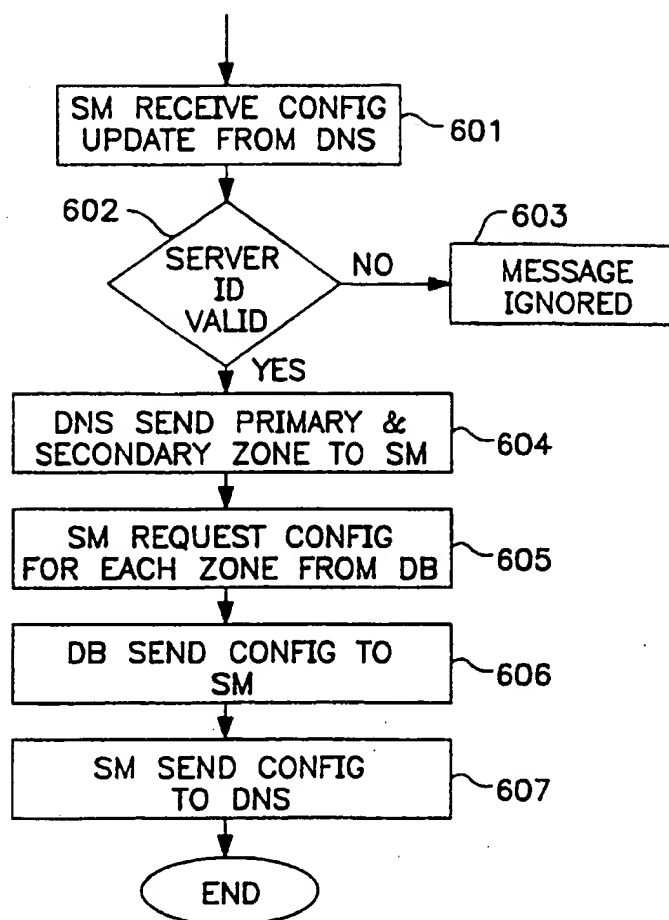 SM RECEIVE CONFIG
UPDATE FROM DNS
601
602
SERVER
ID
VALID
NO
603
MESSAGE
IGNORED
YES
DNS SEND PRIMARY &
SECONDARY ZONE TO SM
604
SM REQUEST CONFIG
FOR EACH ZONE FROM DB
605
DB SEND CONFIG TO
SM
606
SM SEND CONFIG
TO DNS
607
END